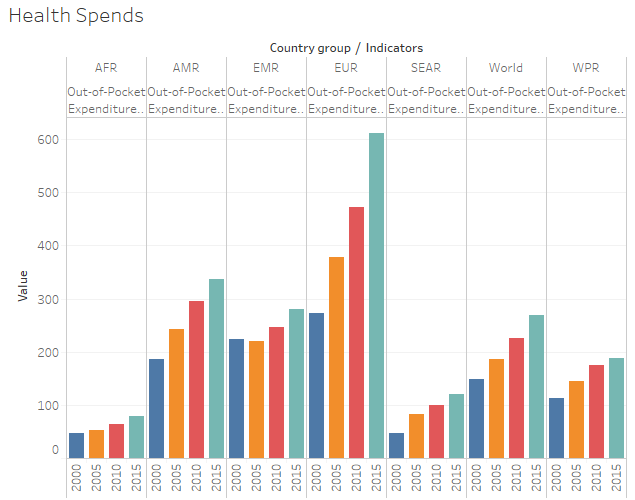 Health Spends
Country group / Indicators
AFR AMR EMR EUR SEAR World WPR
Out-of-Pocket Out-of-Pocket Out-of-Pocket Out-of-Pocket Out-of-Pocket Out-of-Pocket Out-of-Pocket
Expenditure.. Expenditure.. Expenditure.. Expenditure.. Expenditure.. Expenditure.. Expenditure..
600
500
400
300
200
100
0
Value
2000 2005 2010 2015 2000 2005 2010 2015 2000 2005 2010 2015 2000 2005 2010 2015 2000 2005 2010 2015 2000 2005 2010 2015 2000 2005 2010 2015